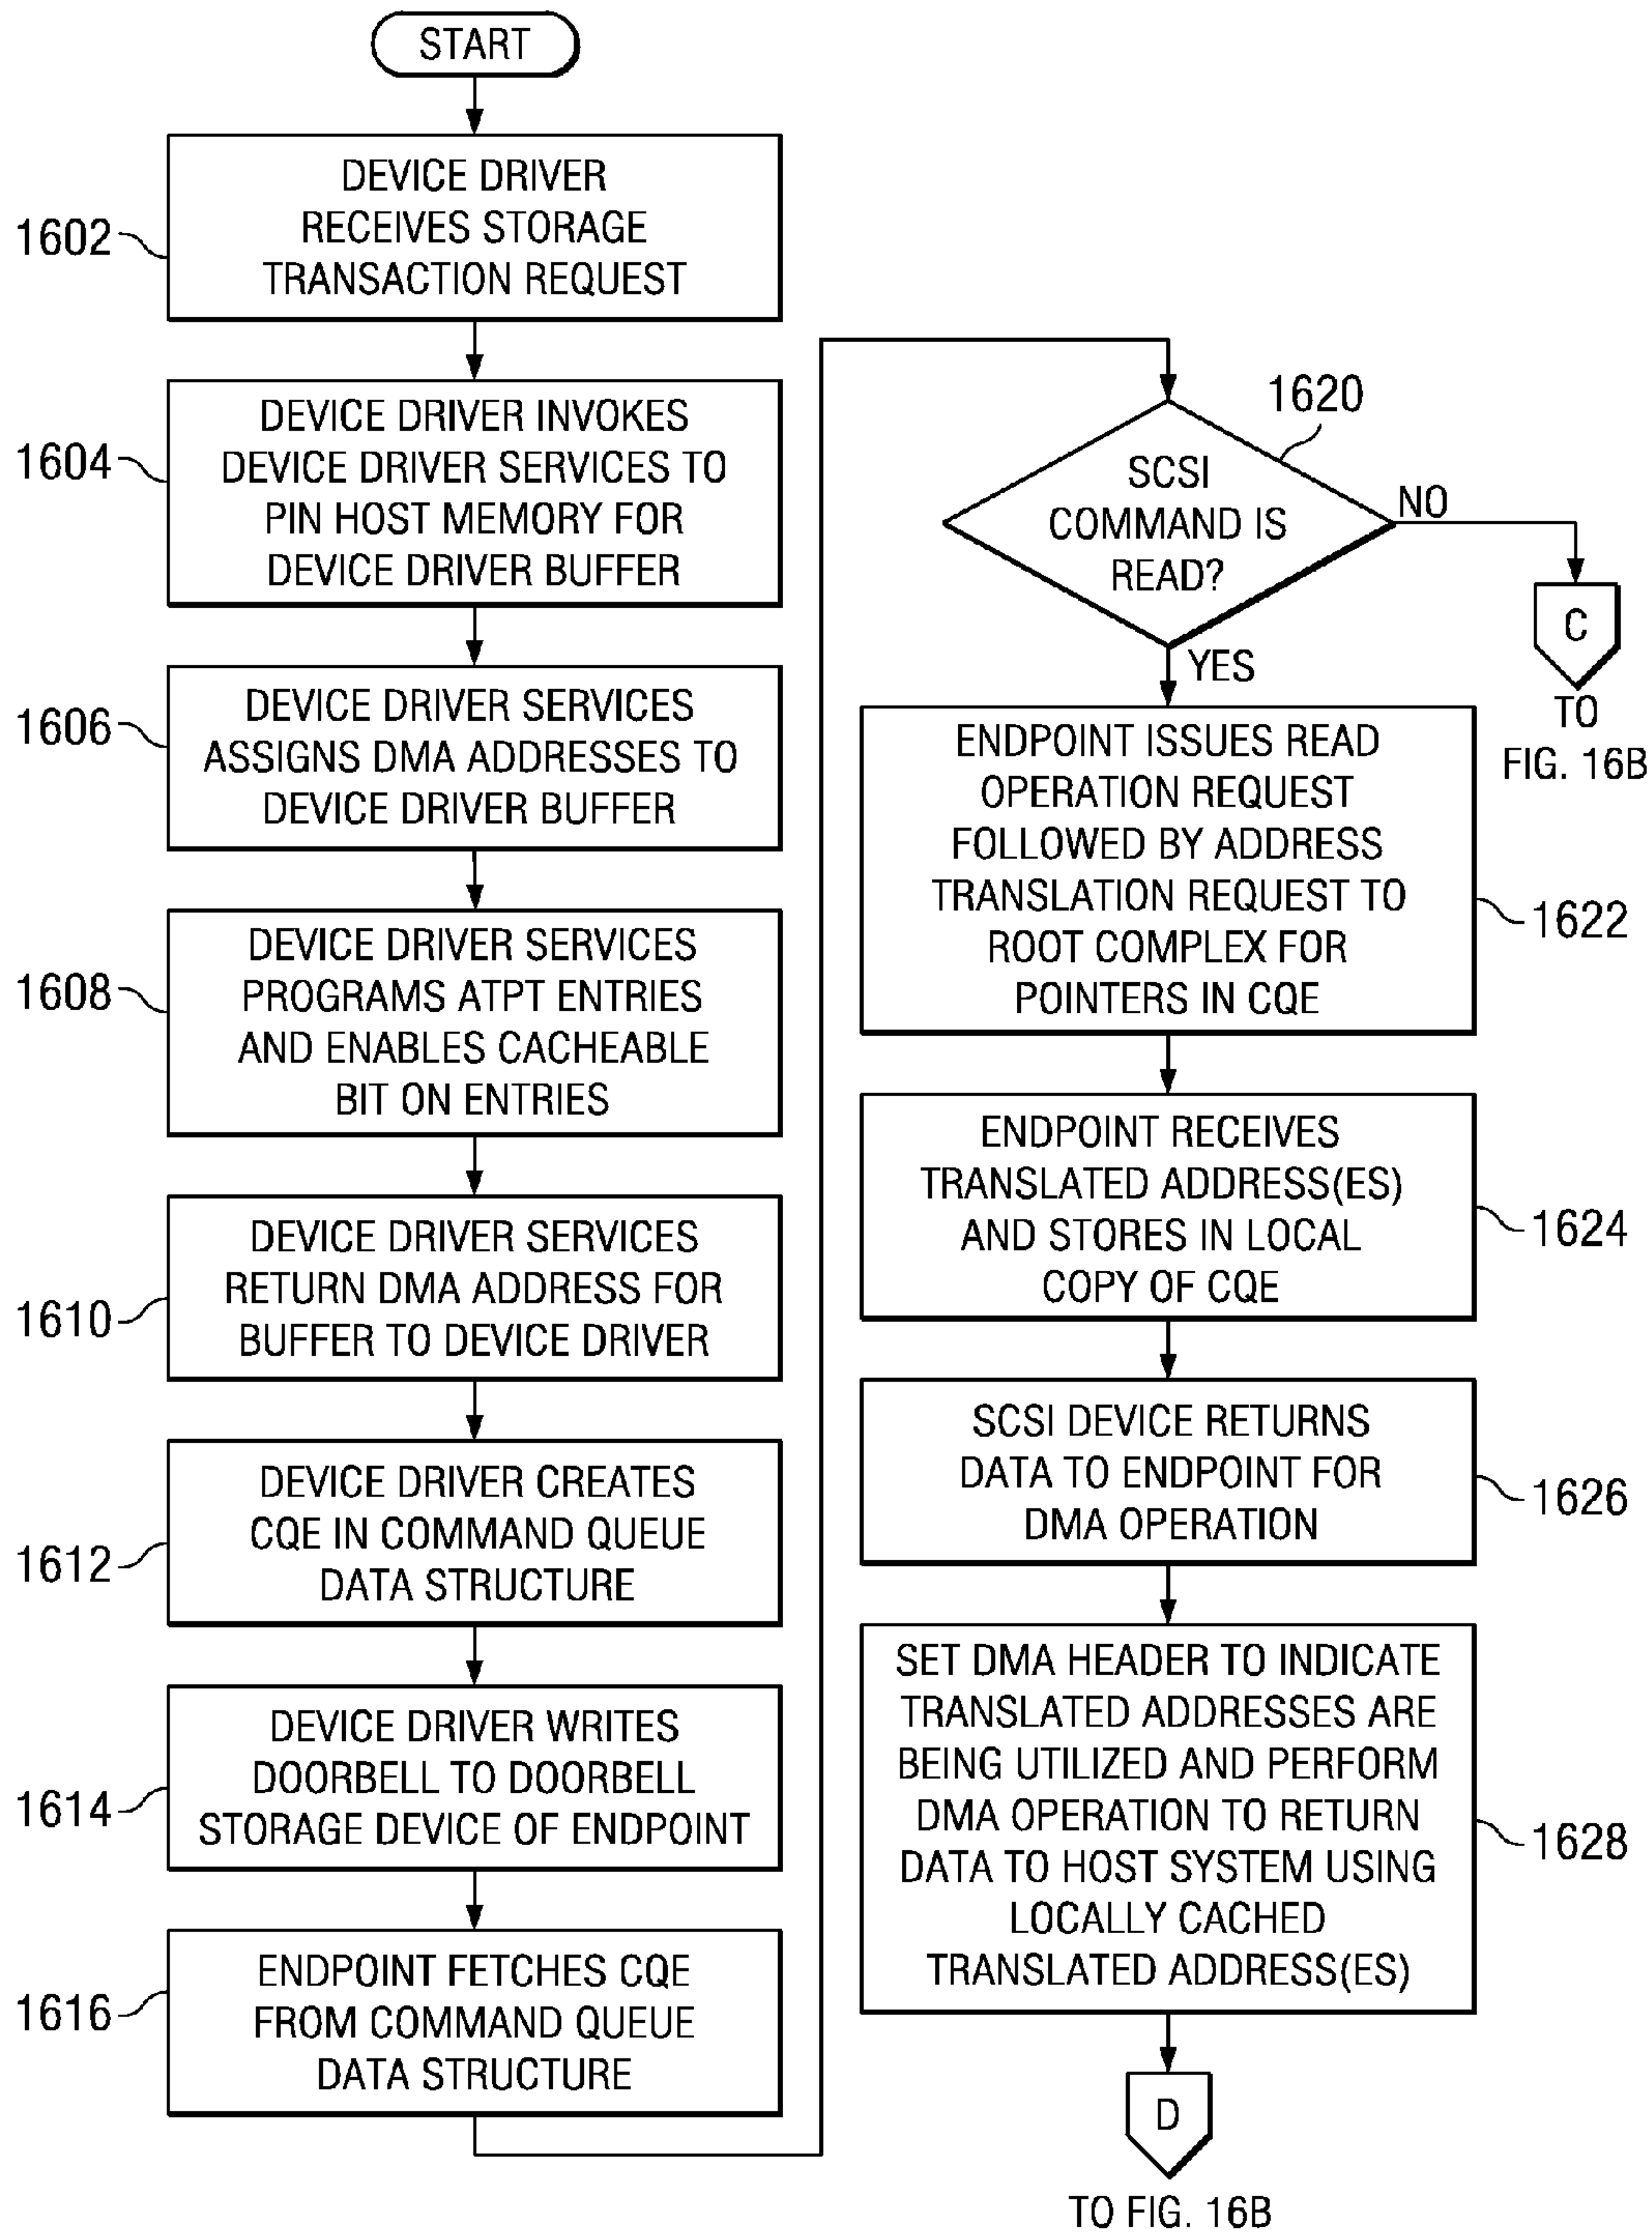 START
1602
DEVICE DRIVER
RECEIVES STORAGE
TRANSACTION REQUEST
1604
DEVICE DRIVER INVOKES
DEVICE DRIVER SERVICES TO
PIN HOST MEMORY FOR
DEVICE DRIVER BUFFER
1606
DEVICE DRIVER SERVICES
ASSIGNS DMA ADDRESSES TO
DEVICE DRIVER BUFFER
1608
DEVICE DRIVER SERVICES
PROGRAMS ATPT ENTRIES
AND ENABLES CACHEABLE
BIT ON ENTRIES
1610
DEVICE DRIVER SERVICES
RETURN DMA ADDRESS FOR
BUFFER TO DEVICE DRIVER
1612
DEVICE DRIVER CREATES
CQE IN COMMAND QUEUE
DATA STRUCTURE
1614
DEVICE DRIVER WRITES
DOORBELL TO DOORBELL
STORAGE DEVICE OF ENDPOINT
1616
ENDPOINT FETCHES CQE
FROM COMMAND QUEUE
DATA STRUCTURE
1620
SCSI
COMMAND IS
READ?
NO
C
TO
FIG. 16B
YES
ENDPOINT ISSUES READ
OPERATION REQUEST
FOLLOWED BY ADDRESS
TRANSLATION REQUEST TO
ROOT COMPLEX FOR
POINTERS IN CQE
1622
ENDPOINT RECEIVES
TRANSLATED ADDRESS(ES)
AND STORES IN LOCAL
COPY OF CQE
1624
SCSI DEVICE RETURNS
DATA TO ENDPOINT FOR
DMA OPERATION
1626
SET DMA HEADER TO INDICATE
TRANSLATED ADDRESSES ARE
BEING UTILIZED AND PERFORM
DMA OPERATION TO RETURN
DATA TO HOST SYSTEM USING
LOCALLY CACHED
TRANSLATED ADDRESS(ES)
1628
D
TO FIG. 16B